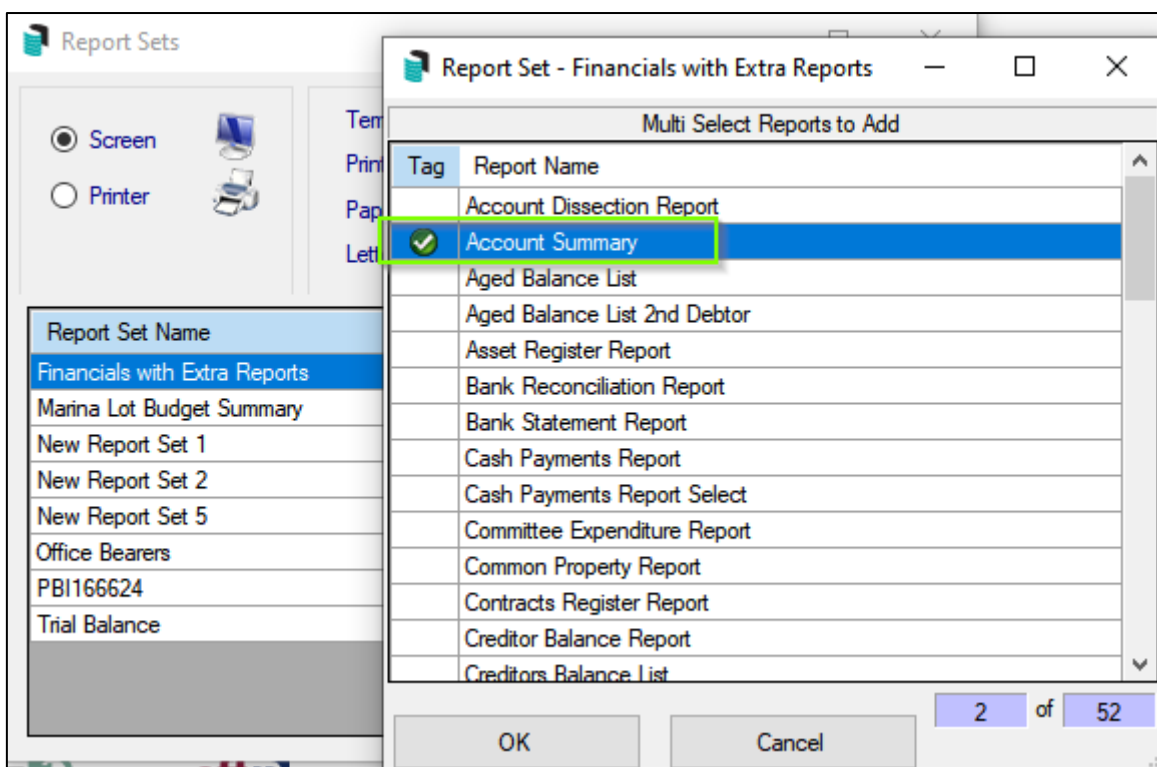 Report Sets
Screen
Printer
Report Set Name
Financials with Extra Reports
Marina Lot Budget Summary
New Report Set 1
New Report Set 2
New Report Set 5
Office Bearers
PBI166624
Trial Balance
Report Set - Financials with Extra Reports
Multi Select Reports to Add
Tag Report Name
Account Dissection Report
Account Summary
Aged Balance List
Aged Balance List 2nd Debtor
Asset Register Report
Bank Reconciliation Report
Bank Statement Report
Cash Payments Report
Cash Payments Report Select
Committee Expenditure Report
Common Property Report
Contracts Register Report
Creditor Balance Report
Creditors Balance List
2 of 52
OK Cancel